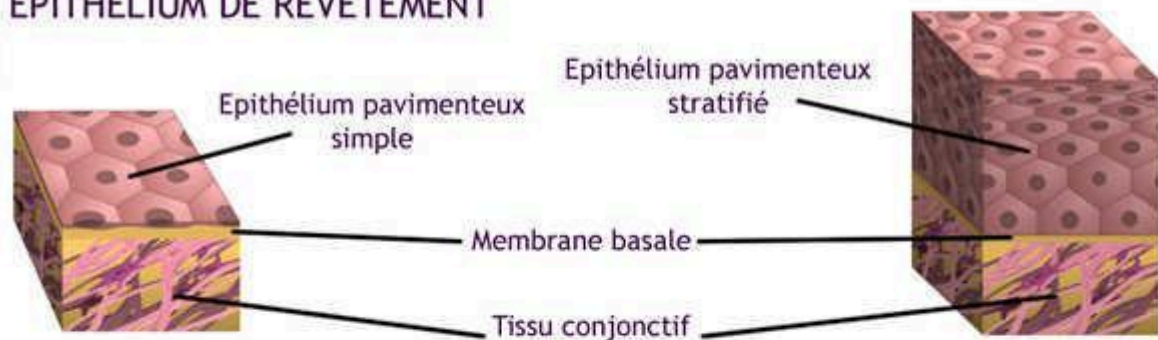 EPITHELIUM DE REVETEMENT
Epithélium pavimenteux
simple
Epithélium pavimenteux
stratifié
Membrane basale
Tissu conjonctif